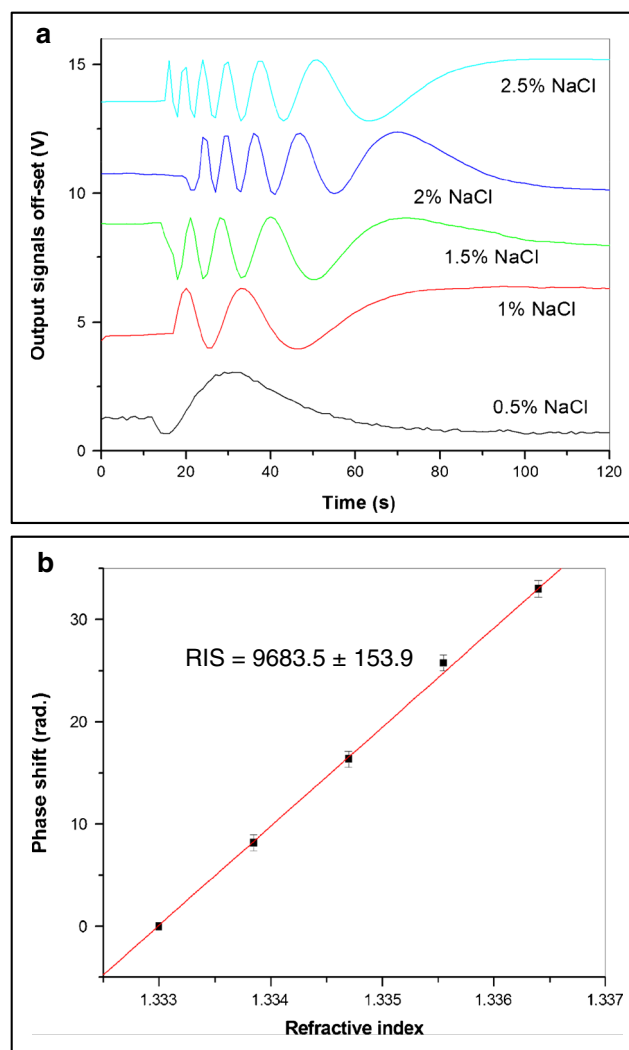 a
15
10
5
0
Output signals off-set (V)
2.5% NaCl
2% NaCl
1.5% NaCl
1% NaCl
0.5% NaCl
0 20 40 60 80 100 120
Time (s)
b
30
20
10
0
Phase shift (rad.)
RIS = 9683.5 ± 153.9
1.333 1.334 1.335 1.336 1.337
Refractive index